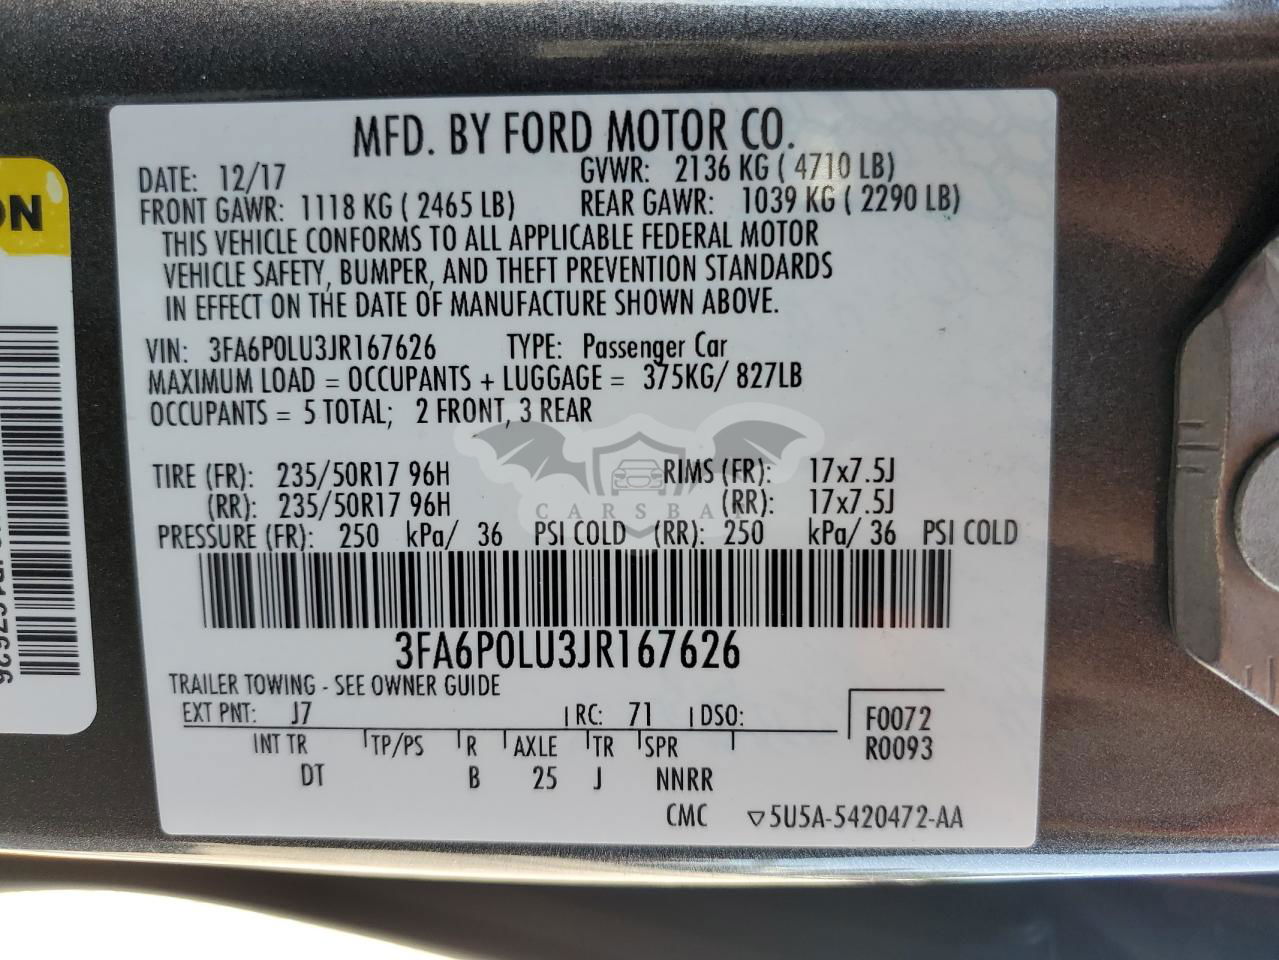 MFD. BY FORD MOTOR CO.
DATE: 12/17 GVWR: 2136 KG ( 4710 LB)
FRONT GAWR: 1118 KG ( 2465 LB) REAR GAWR: 1039 KG ( 2290 LB)
THIS VEHICLE CONFORMS TO ALL APPLICABLE FEDERAL MOTOR
VEHICLE SAFETY, BUMPER, AND THEFT PREVENTION STANDARDS
IN EFFECT ON THE DATE OF MANUFACTURE SHOWN ABOVE.
VIN: 3FA6P0LU3JR167626 TYPE: Passenger Car
MAXIMUM LOAD = OCCUPANTS + LUGGAGE = 375KG/ 827LB
OCCUPANTS = 5 TOTAL; 2 FRONT, 3 REAR
TIRE (FR): 235/50R17 96H RIMS (FR): 17x7.5J
(RR): 235/50R17 96H (RR): 17x7.5J
CARSBAT
PRESSURE (FR): 250 kPa/ 36 PSI COLD (RR): 250 kPa/ 36 PSI COLD
3FA6P0LU3JR167626
TRAILER TOWING - SEE OWNER GUIDE
EXT PNT: J7 RC: 71 DSO: F0072
INT TR TP/PS R AXLE TR SPR R0093
DT B 25 J NNRR
CMC ▽5U5A-5420472-AA
ON